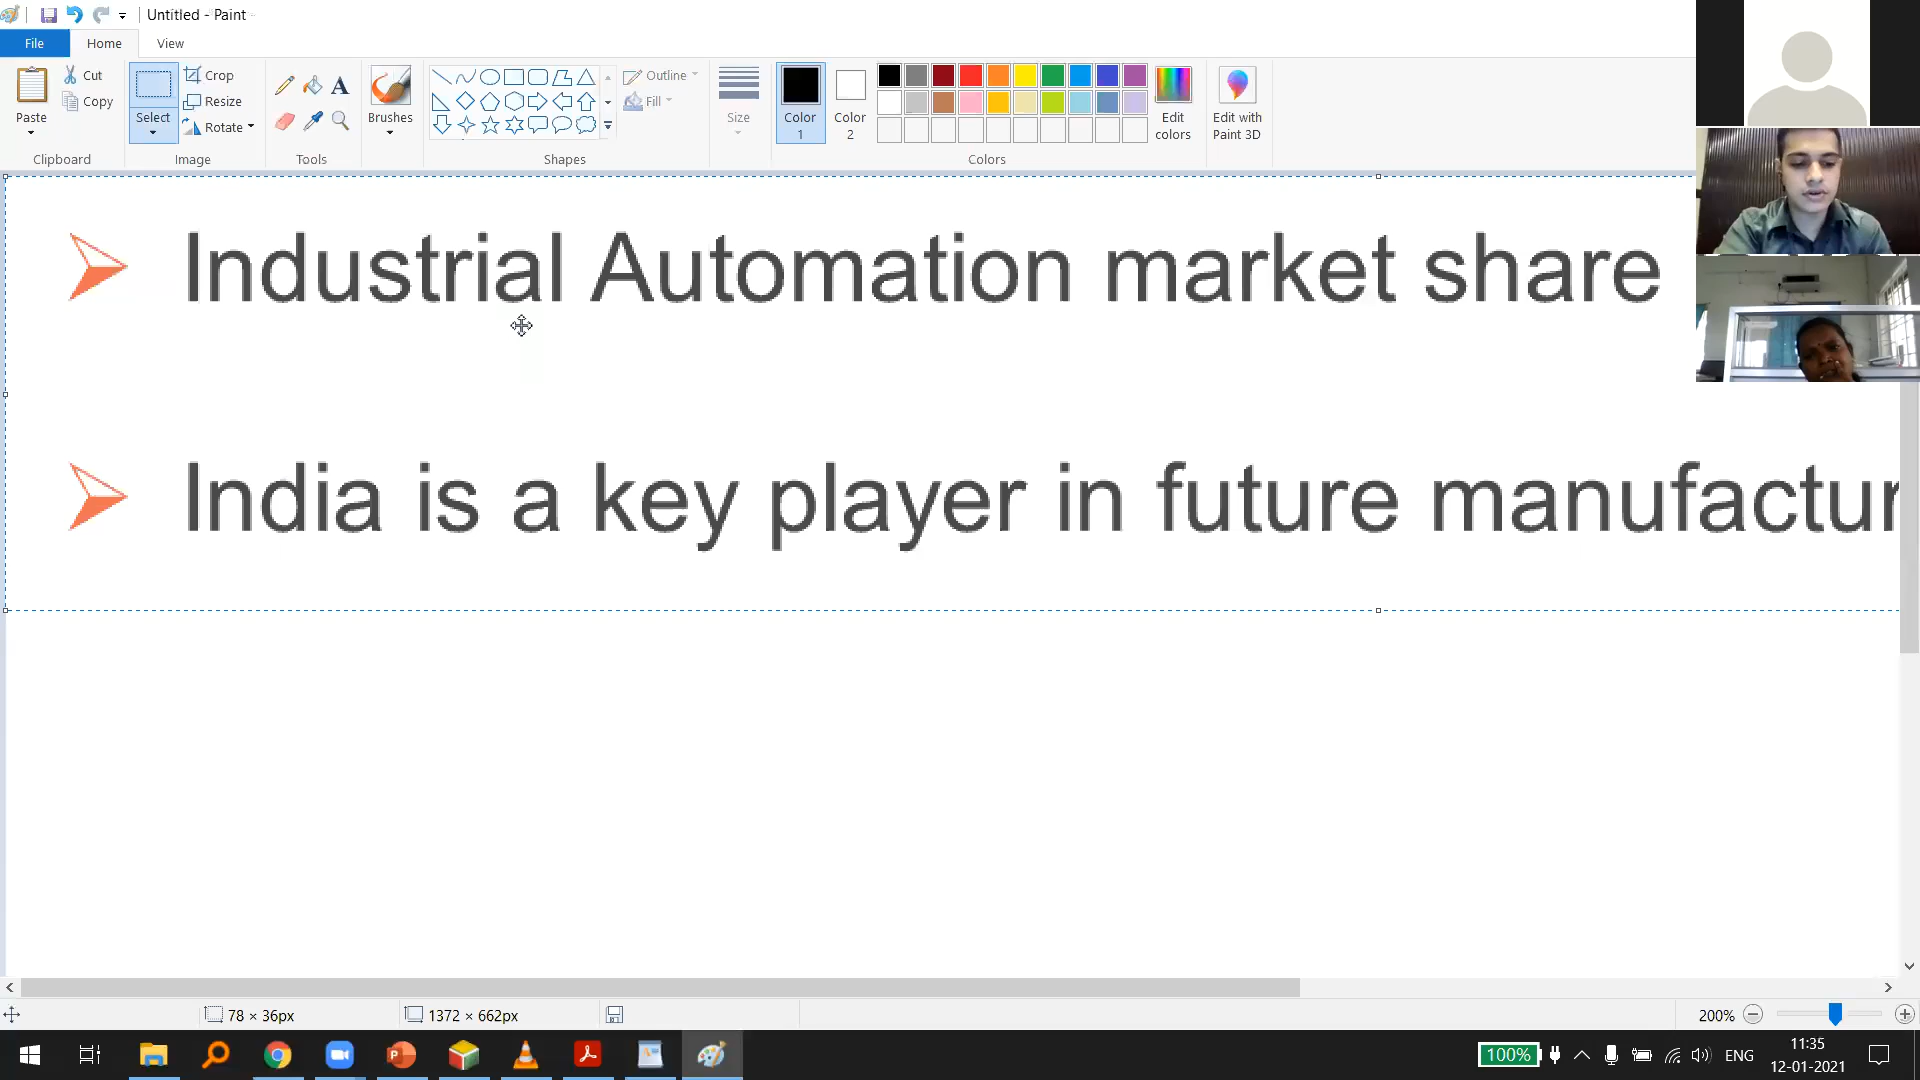 Untitled - Paint
File Home View
Paste Cut Copy Clipboard
Select Crop Resize Rotate Image
Tools
Brushes
Outline Fill Shapes
Size
Color 1 Color 2 Edit colors Colors
Edit with Paint 3D
Industrial Automation market share
India is a key player in future manufactur
78 × 36px 1372 × 662px 200%
100% ENG 11:35
12-01-2021